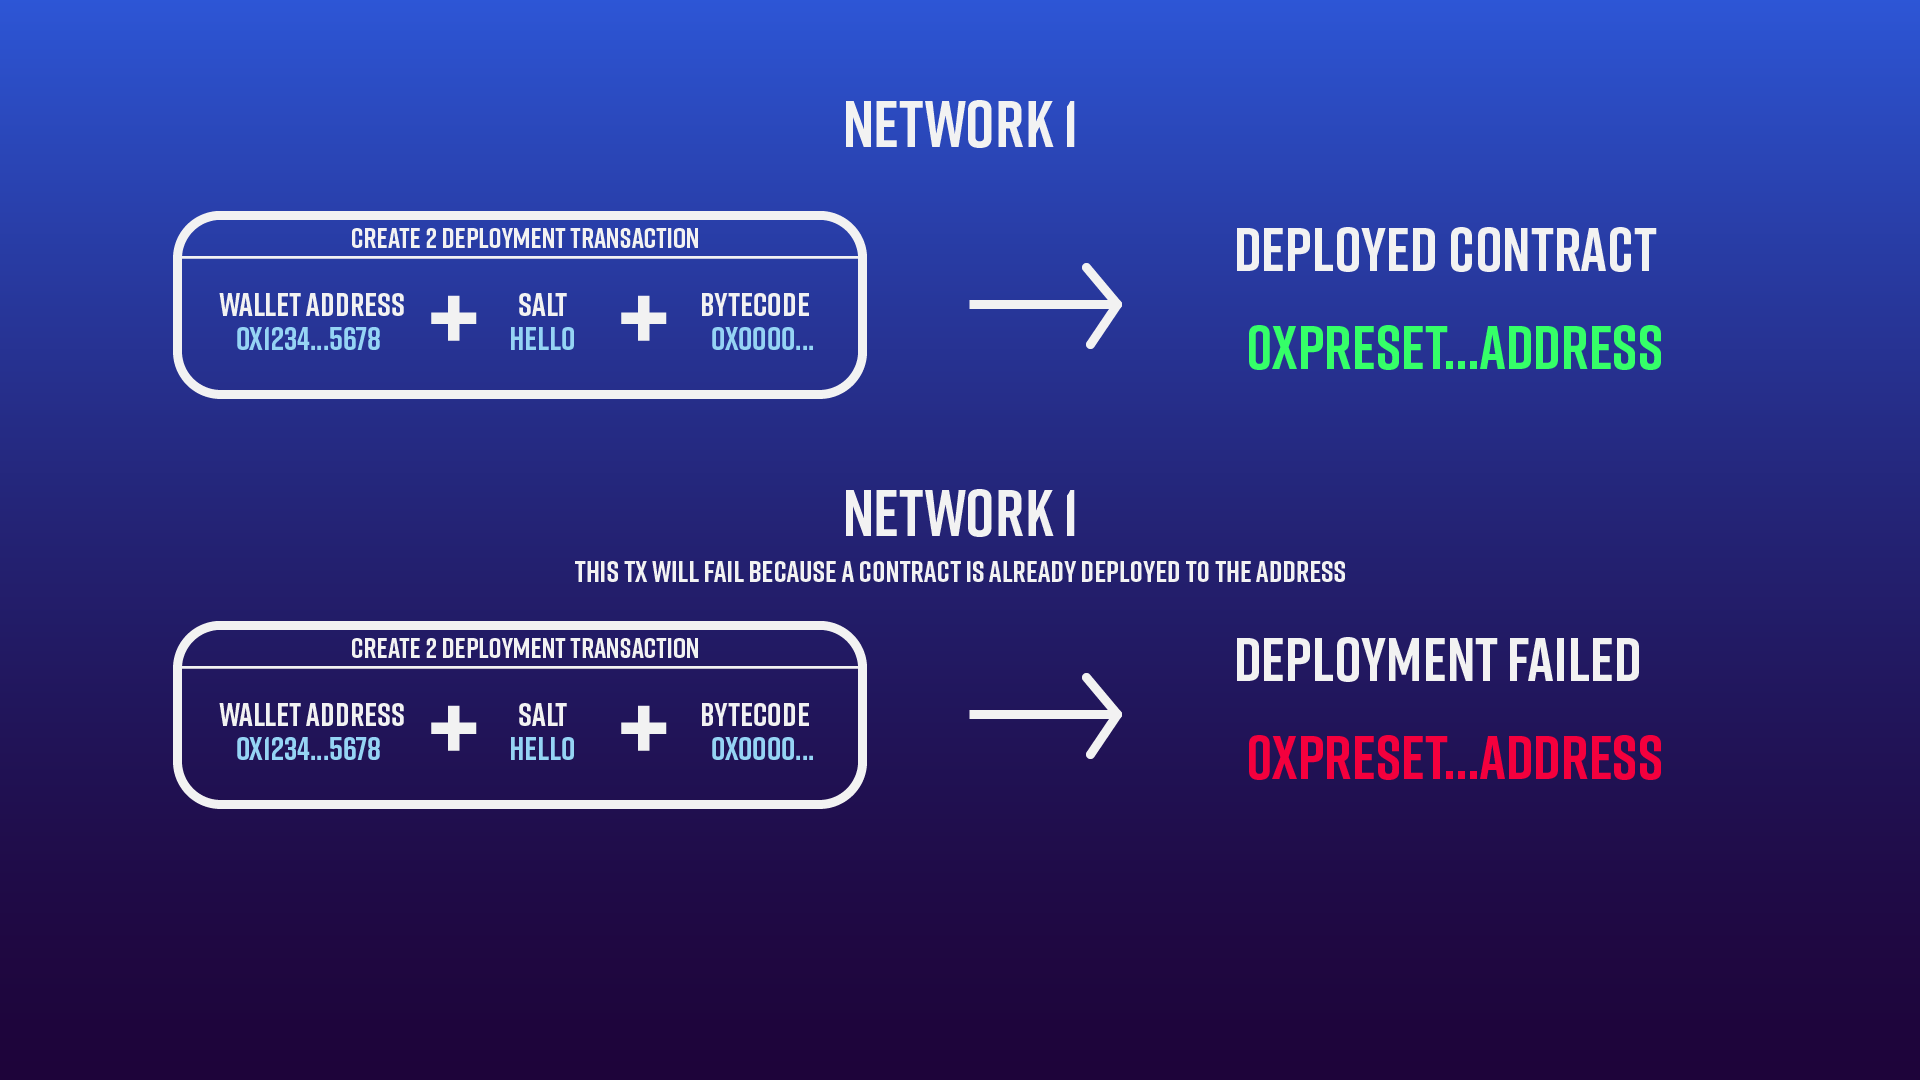 NETWORK 1
CREATE 2 DEPLOYMENT TRANSACTION
WALLET ADDRESS + SALT + BYTECODE
0X1234...5678 HELLO 0X0000...
DEPLOYED CONTRACT
0XPRESET...ADDRESS
NETWORK 1
THIS TX WILL FAIL BECAUSE A CONTRACT IS ALREADY DEPLOYED TO THE ADDRESS
CREATE 2 DEPLOYMENT TRANSACTION
WALLET ADDRESS + SALT + BYTECODE
0X1234...5678 HELLO 0X0000...
DEPLOYMENT FAILED
0XPRESET...ADDRESS